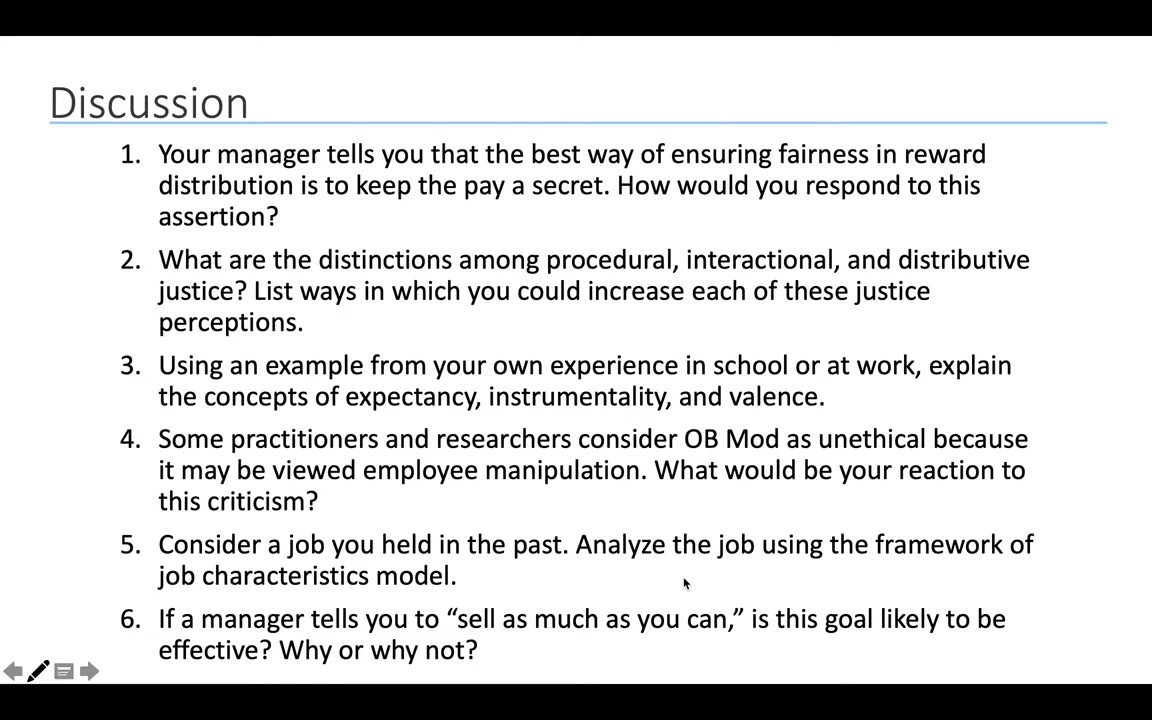 Discussion
1. Your manager tells you that the best way of ensuring fairness in reward
distribution is to keep the pay a secret. How would you respond to this
assertion?
2. What are the distinctions among procedural, interactional, and distributive
justice? List ways in which you could increase each of these justice
perceptions.
3. Using an example from your own experience in school or at work, explain
the concepts of expectancy, instrumentality, and valence.
4. Some practitioners and researchers consider OB Mod as unethical because
it may be viewed employee manipulation. What would be your reaction to
this criticism?
5. Consider a job you held in the past. Analyze the job using the framework of
job characteristics model.
6. If a manager tells you to “sell as much as you can,” is this goal likely to be
effective? Why or why not?